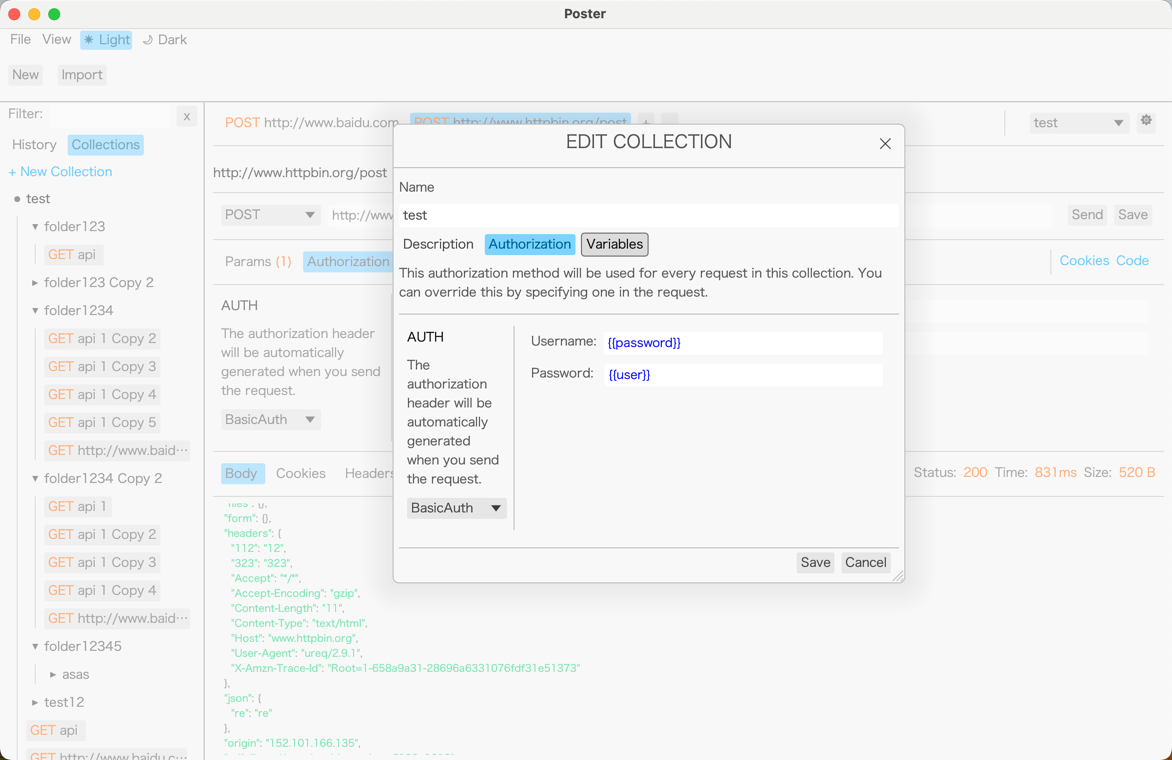 Poster
File View Light Dark
New Import
Filter: x
History Collections
+ New Collection
test
folder123
GET api
folder123 Copy 2
folder1234
GET api 1 Copy 2
GET api 1 Copy 3
GET api 1 Copy 4
GET api 1 Copy 5
GET http://www.baid⋯
folder1234 Copy 2
GET api 1
GET api 1 Copy 2
GET api 1 Copy 3
GET api 1 Copy 4
GET http://www.baid⋯
folder12345
asas
test12
GET api
GET http://www.baidu.c⋯
POST http://www.baidu.com POST http://www.httpbin.org/post + test
http://www.httpbin.org/post
POST http://www Send Save
Params (1) Authorization Cookies Code
AUTH
The authorization header
will be automatically
generated when you send
the request.
BasicAuth
EDIT COLLECTION
Name
test
Description Authorization Variables
This authorization method will be used for every request in this collection. You
can override this by specifying one in the request.
AUTH
The
authorization
header will be
automatically
generated
when you send
the request.
BasicAuth
Username: {{password}}
Password: {{user}}
Save Cancel
Body Cookies Headers Status: 200 Time: 831ms Size: 520 B
"files": {},
"form": {},
"headers": {
"112": "12",
"323": "323",
"Accept": "*/*",
"Accept-Encoding": "gzip",
"Content-Length": "11",
"Content-Type": "text/html",
"Host": "www.httpbin.org",
"User-Agent": "ureq/2.9.1",
"X-Amzn-Trace-Id": "Root=1-658a9a31-28696a6331076fdf31e51373"
},
"json": {
"re": "re"
},
"origin": "152.101.166.135",